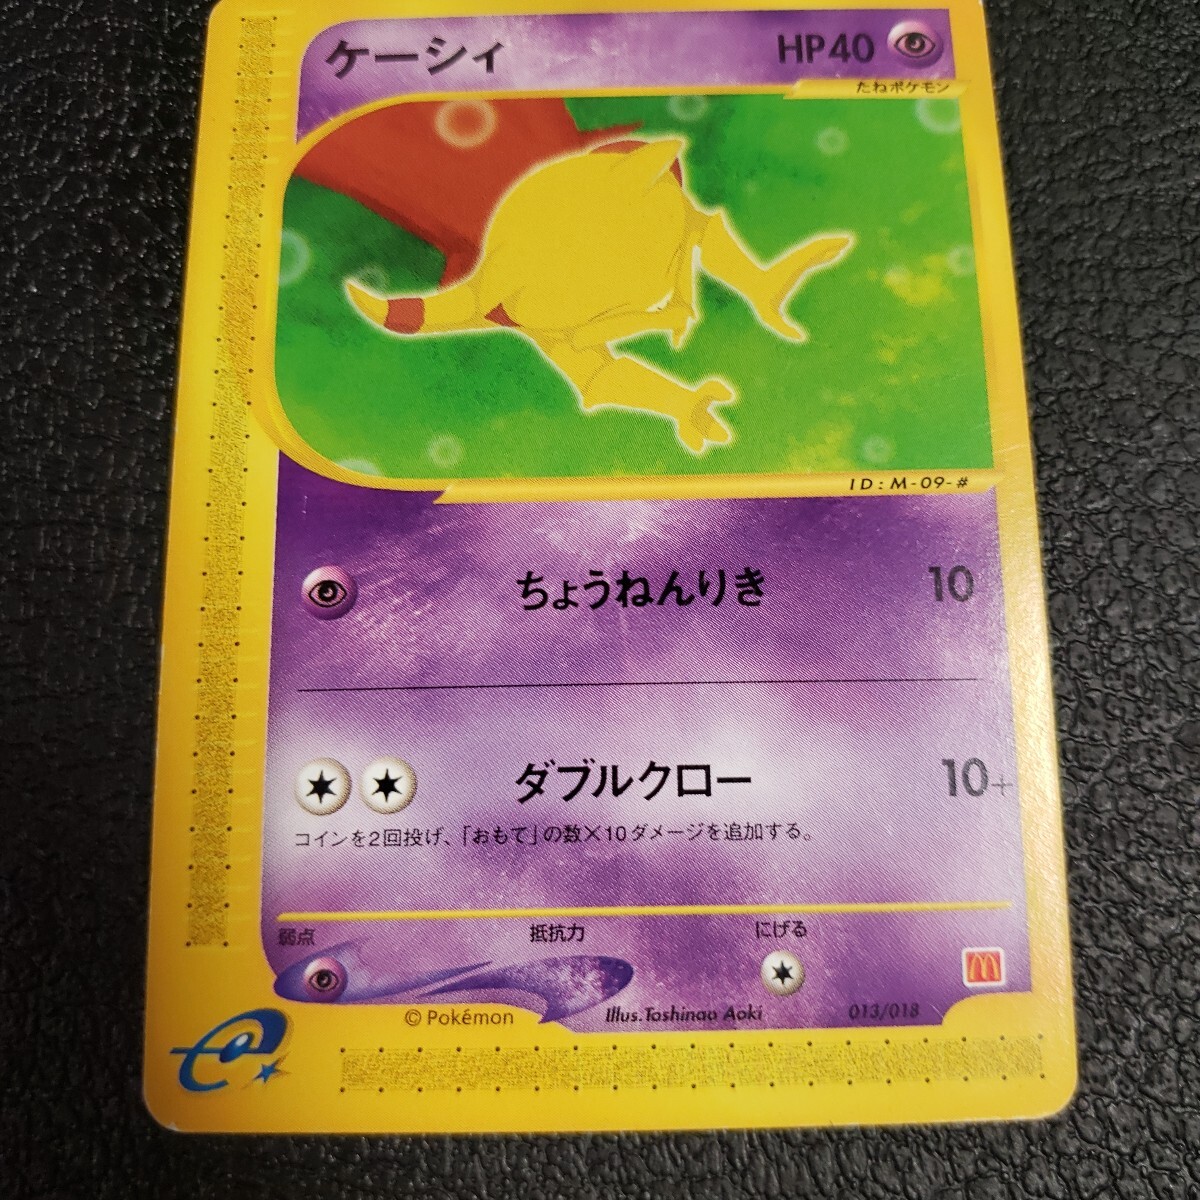 ケーシィ
HP40
たねポケモン
ID:M-09-#
ちょうねんりき 10
ダブルクロー 10+
コインを2回投げ、「おもて」の数×10ダメージを追加する。
弱点 抵抗力 にげる
© Pokémon Illus.Toshinao Aoki 013/018